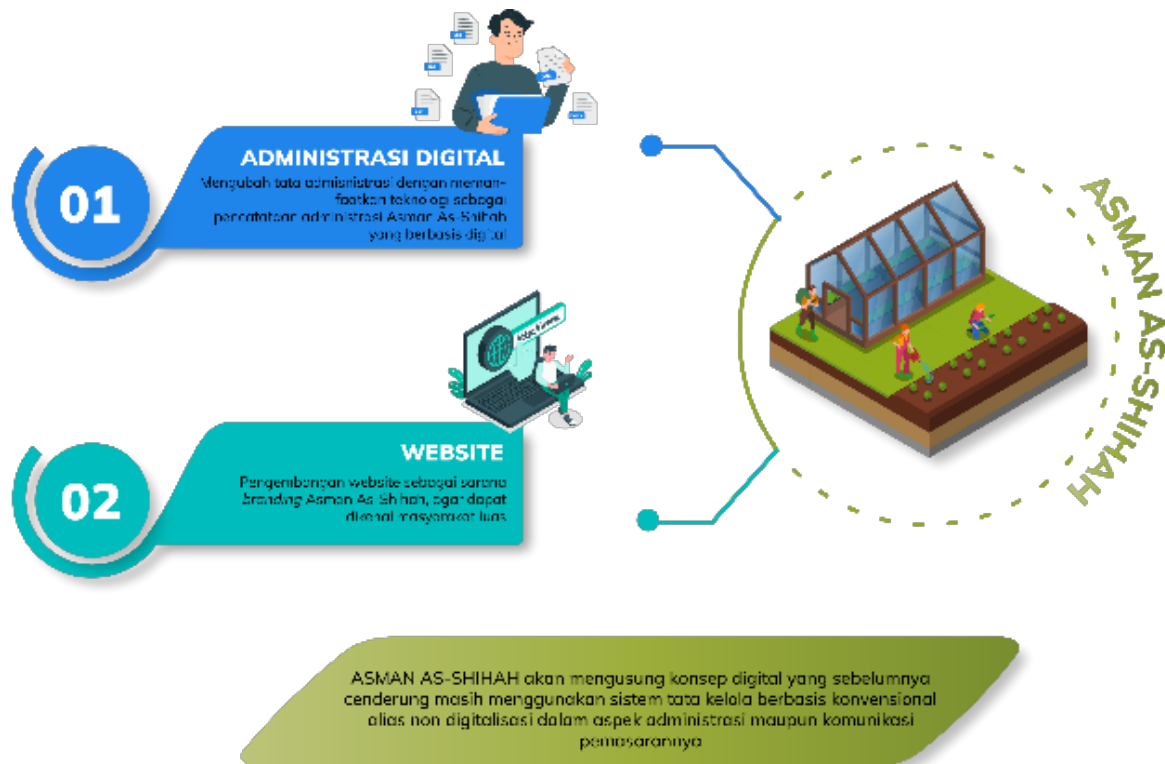 01
ADMINISTRASI DIGITAL
Mengubah tata admisnistrasi dengan meman-
faatkan teknologi sebagai
pencatataan administrasi Asman As-Shihah
yang berbasis digital
02
WEBSITE
Pengembangan website sebagai sarana
branding Asman As-Shihah, agar dapat
dikenal masyarakat luas
ASMAN AS-SHIHAH
ASMAN AS-SHIHAH akan mengusung konsep digital yang sebelumnya
cenderung masih menggunakan sistem tata kelola berbasis konvensional
alias non digitalisasi dalam aspek administrasi maupun komunikasi
pemasarannya